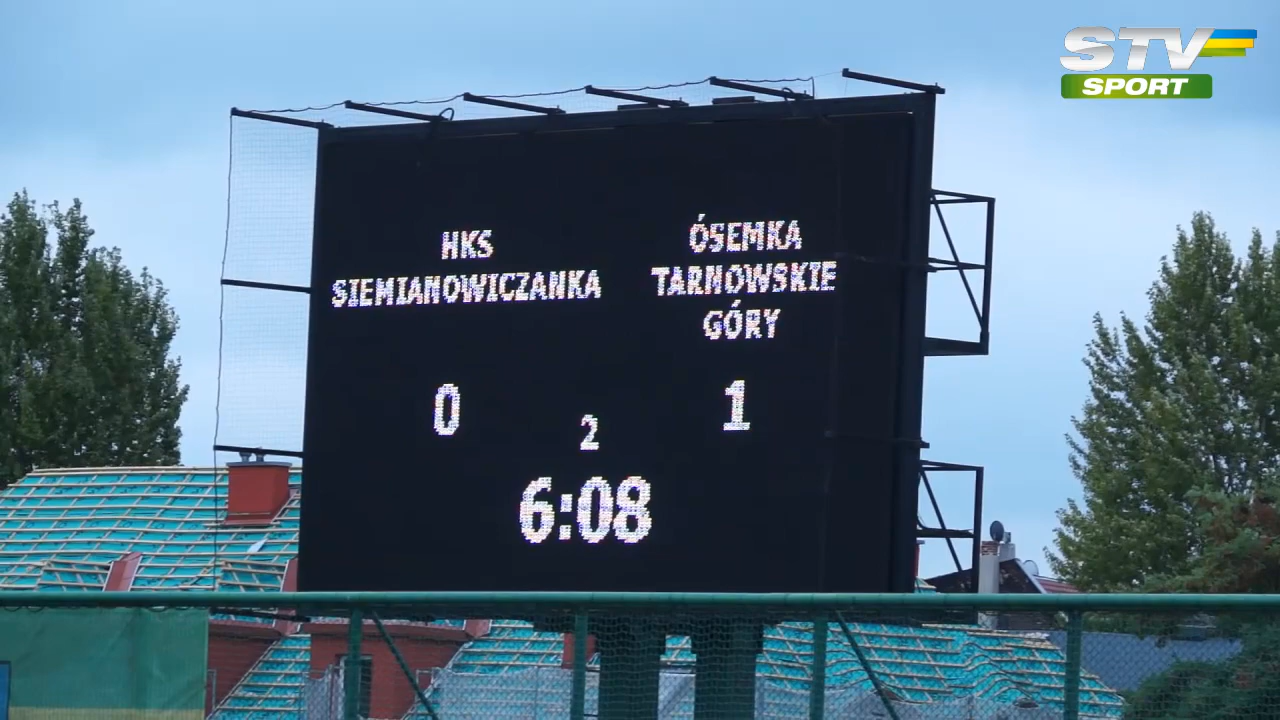 STV
SPORT
HKS
SIEMIANOWICZANKA
ÓSEMKA
TARNOWSKIE
GÓRY
0
2
1
6:08